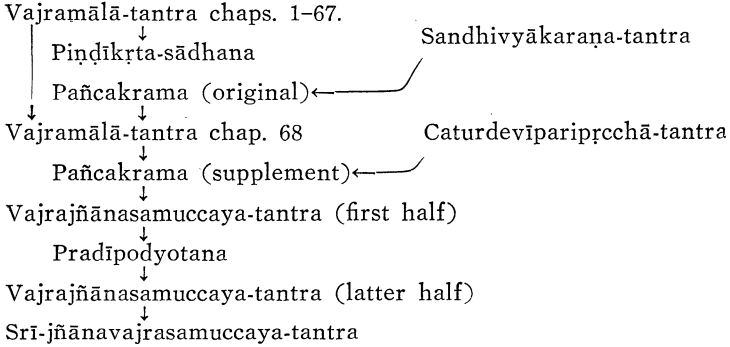 Vajramālā-tantra chaps. 1–67.
Sandhivyākaraṇa-tantra
Piṇḍīkṛta-sādhana
Pañcakrama (original)
Vajramālā-tantra chap. 68
Caturdevīparipṛcchā-tantra
Pañcakrama (supplement)
Vajrajñānasamuccaya-tantra (first half)
Pradīpodyotana
Vajrajñānasamuccaya-tantra (latter half)
Srī-jñānavajrasamuccaya-tantra